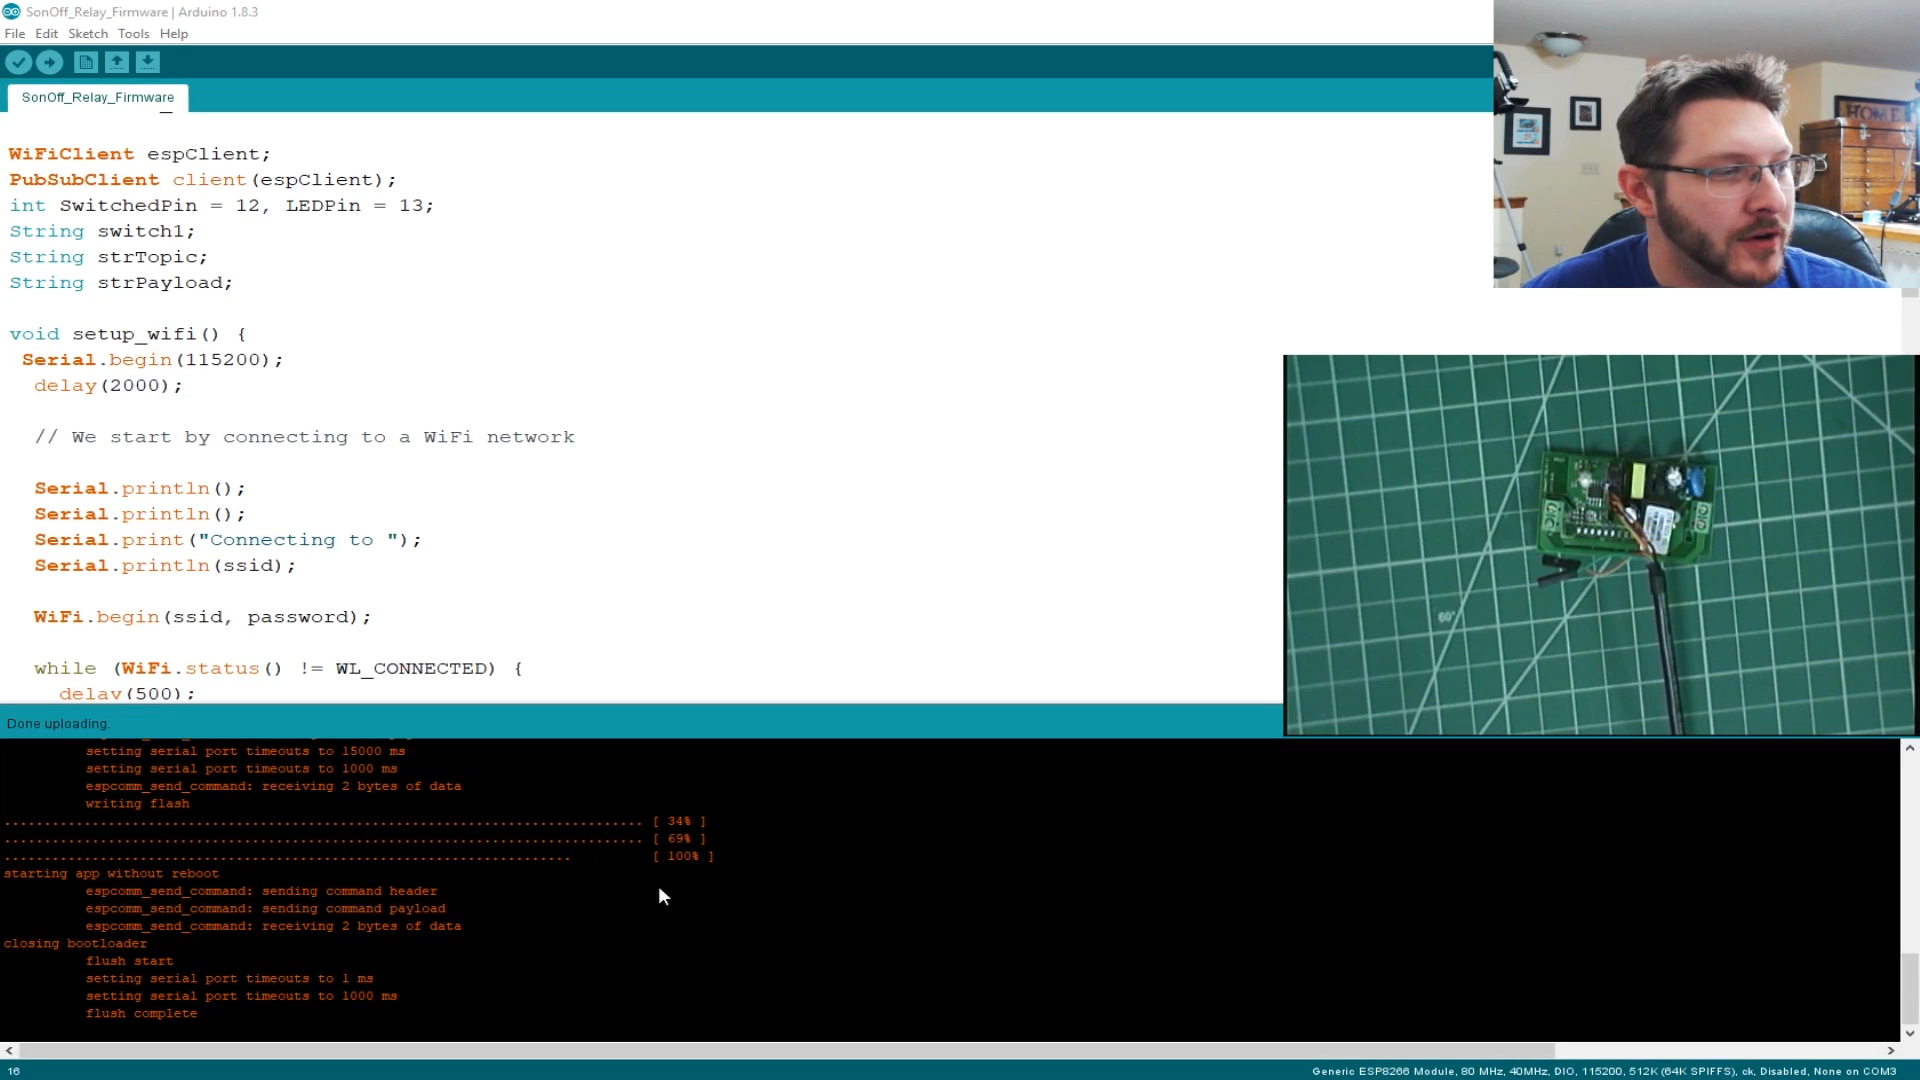 SonOff_Relay_Firmware | Arduino 1.8.3
File Edit Sketch Tools Help
SonOff_Relay_Firmware
WiFiClient espClient;
PubSubClient client(espClient);
int SwitchedPin = 12, LEDPin = 13;
String switch1;
String strTopic;
String strPayload;
void setup_wifi() {
Serial.begin(115200);
delay(2000);
// We start by connecting to a WiFi network
Serial.println();
Serial.println();
Serial.print("Connecting to ");
Serial.println(ssid);
WiFi.begin(ssid, password);
while (WiFi.status() != WL_CONNECTED) {
delay(500);
HOME
60°
Done uploading.
setting serial port timeouts to 15000 ms
setting serial port timeouts to 1000 ms
espcomm_send_command: receiving 2 bytes of data
writing flash
................................................................................ [ 34% ]
................................................................................ [ 69% ]
....................................................................... [ 100% ]
starting app without reboot
espcomm_send_command: sending command header
espcomm_send_command: sending command payload
espcomm_send_command: receiving 2 bytes of data
closing bootloader
flush start
setting serial port timeouts to 1 ms
setting serial port timeouts to 1000 ms
flush complete
16
Generic ESP8266 Module, 80 MHz, 40MHz, DIO, 115200, 512K (64K SPIFFS), ck, Disabled, None on COM3